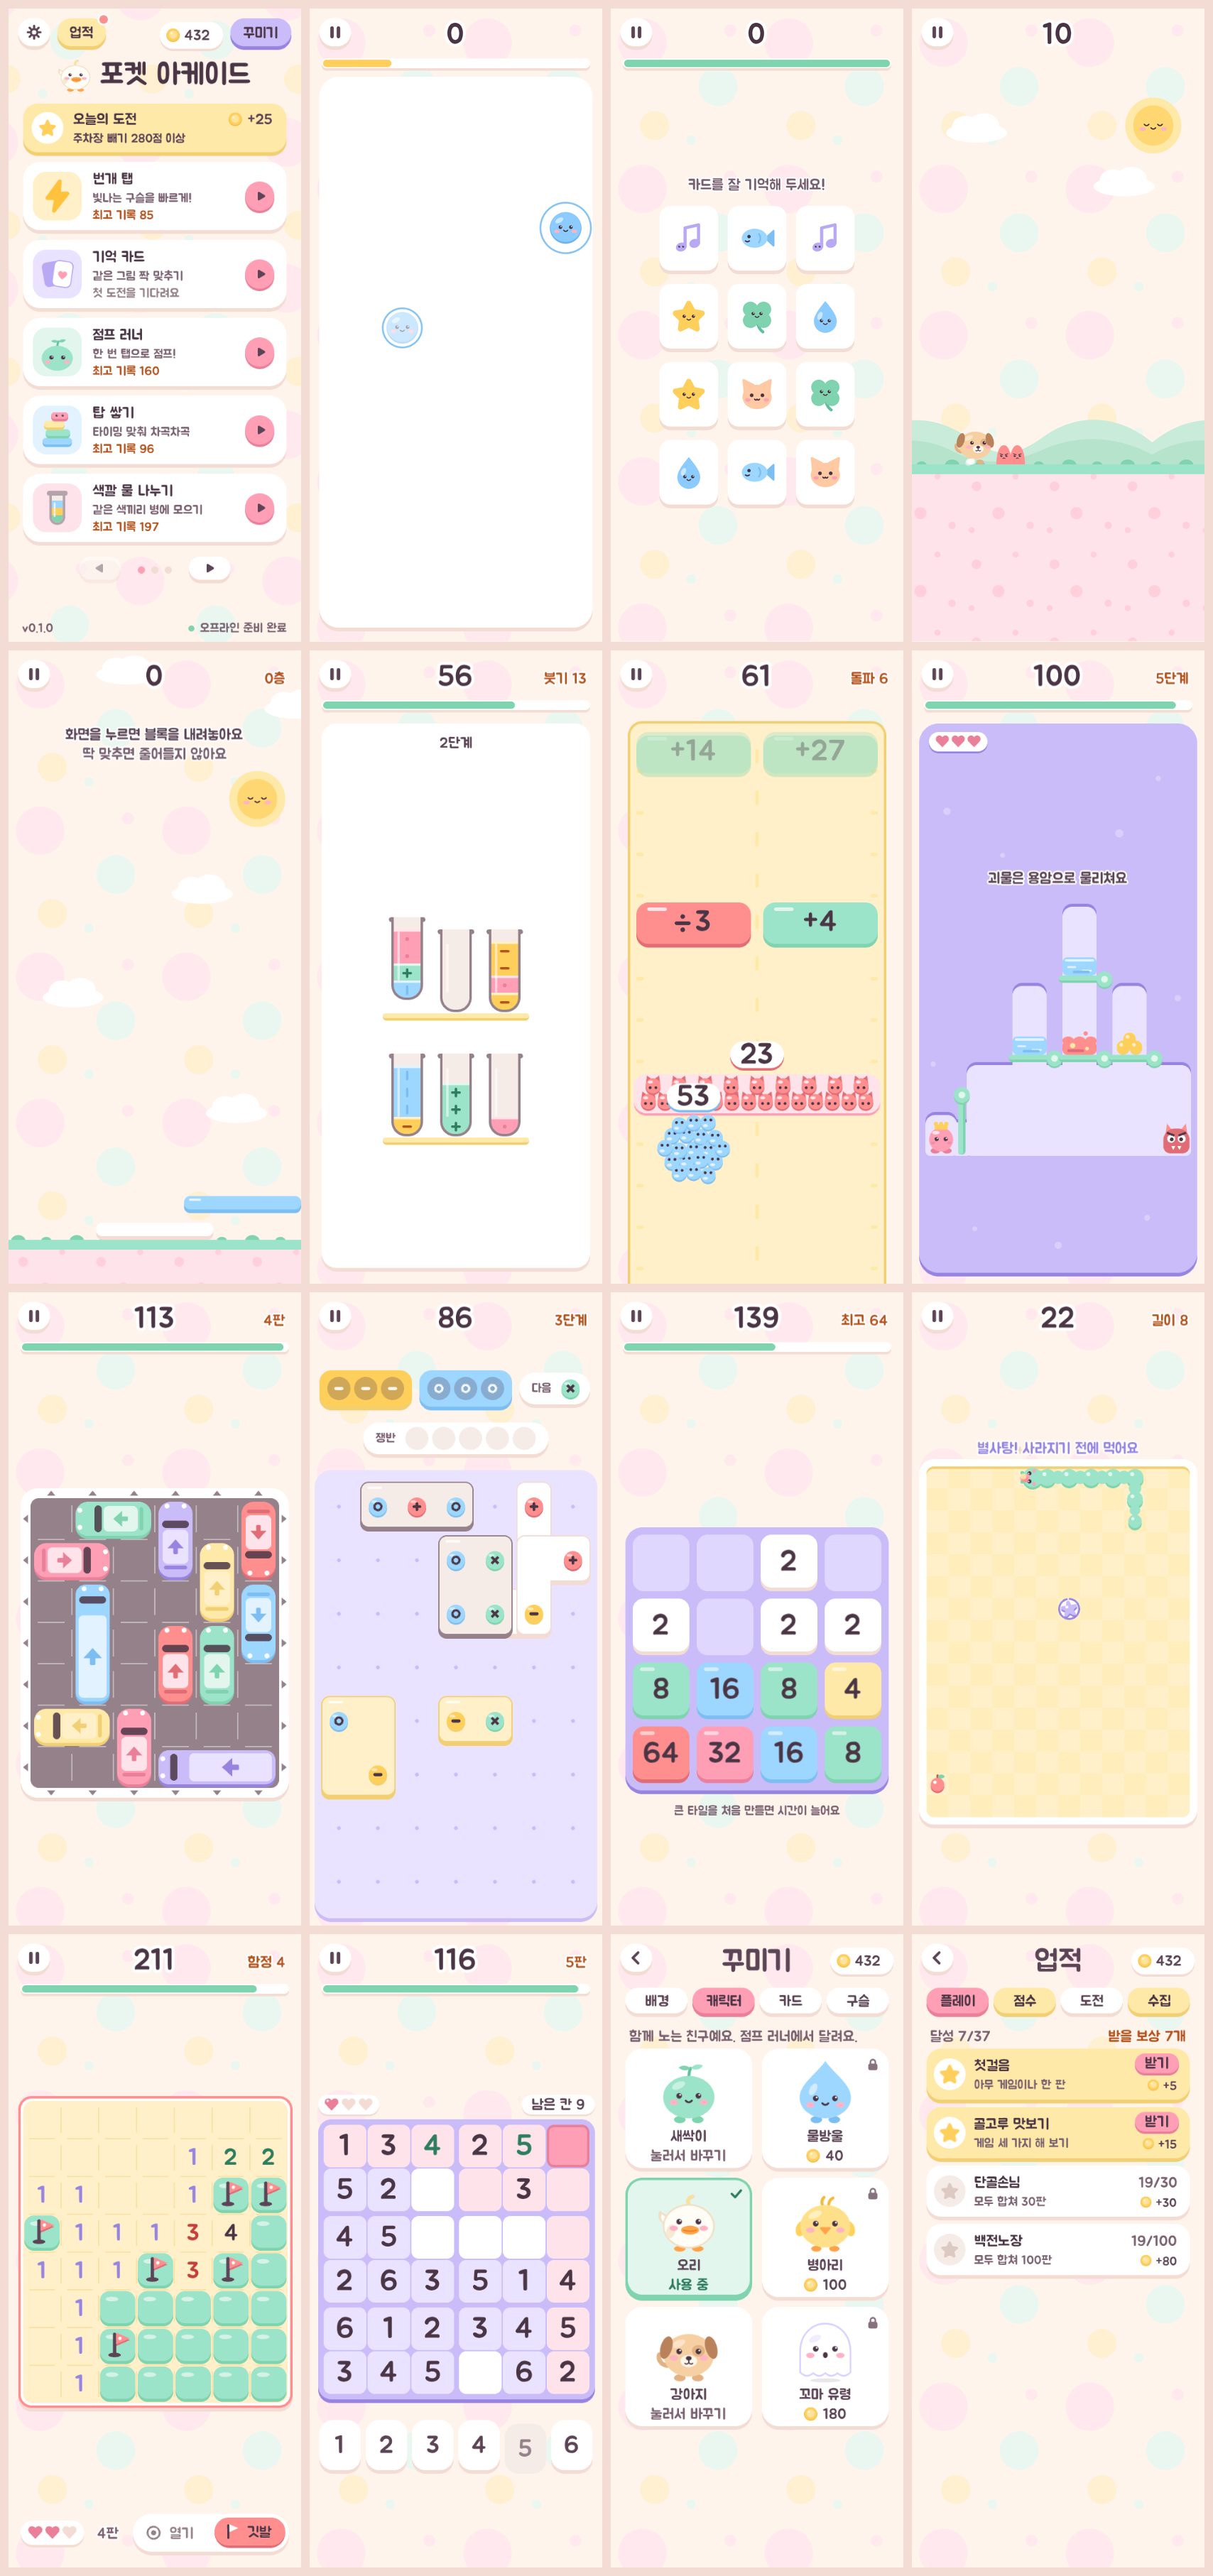 업적
432
꾸미기
포켓 아케이드
오늘의 도전
+25
주차장 빼기 280점 이상
번개 탭
빛나는 구슬을 빠르게!
최고 기록 85
기억 카드
같은 그림 짝 맞추기
첫 도전을 기다려요
점프 러너
한 번 탭으로 점프!
최고 기록 160
탑 쌓기
타이밍 맞춰 차곡차곡
최고 기록 96
색깔 물 나누기
같은 색끼리 병에 모으기
최고 기록 197
v0.1.0
오프라인 준비 완료
0
0
카드를 잘 기억해 두세요!
10
0
0층
화면을 누르면 블록을 내려놓아요
딱 맞추면 줄어들지 않아요
56
붓기 13
2단계
61
돌파 6
+14
+27
÷3
+4
23
53
100
5단계
괴물은 용암으로 물리쳐요
113
4판
86
3단계
다음
쟁반
139
최고 64
2
2 2 2
8 16 8 4
64 32 16 8
큰 타일을 처음 만들면 시간이 늘어요
22
길이 8
별사탕! 사라지기 전에 먹어요
211
함정 4
1 2 2
1 1 1
1 1 1 3 4
1 1 1 3
1
1
1
4판
열기
깃발
116
5판
남은 칸 9
1 3 4 2 5
5 2 3
4 5
2 6 3 5 1 4
6 1 2 3 4 5
3 4 5 6 2
1 2 3 4 5 6
꾸미기
432
배경
캐릭터
카드
구슬
함께 노는 친구예요. 점프 러너에서 달려요.
새싹이
눌러서 바꾸기
물방울
40
오리
사용 중
병아리
100
강아지
눌러서 바꾸기
꼬마 유령
180
업적
432
플레이
점수
도전
수집
달성 7/37
받을 보상 7개
첫걸음
받기
아무 게임이나 한 판
+5
골고루 맛보기
받기
게임 세 가지 해 보기
+15
단골손님
19/30
모두 합쳐 30판
+30
백전노장
19/100
모두 합쳐 100판
+80